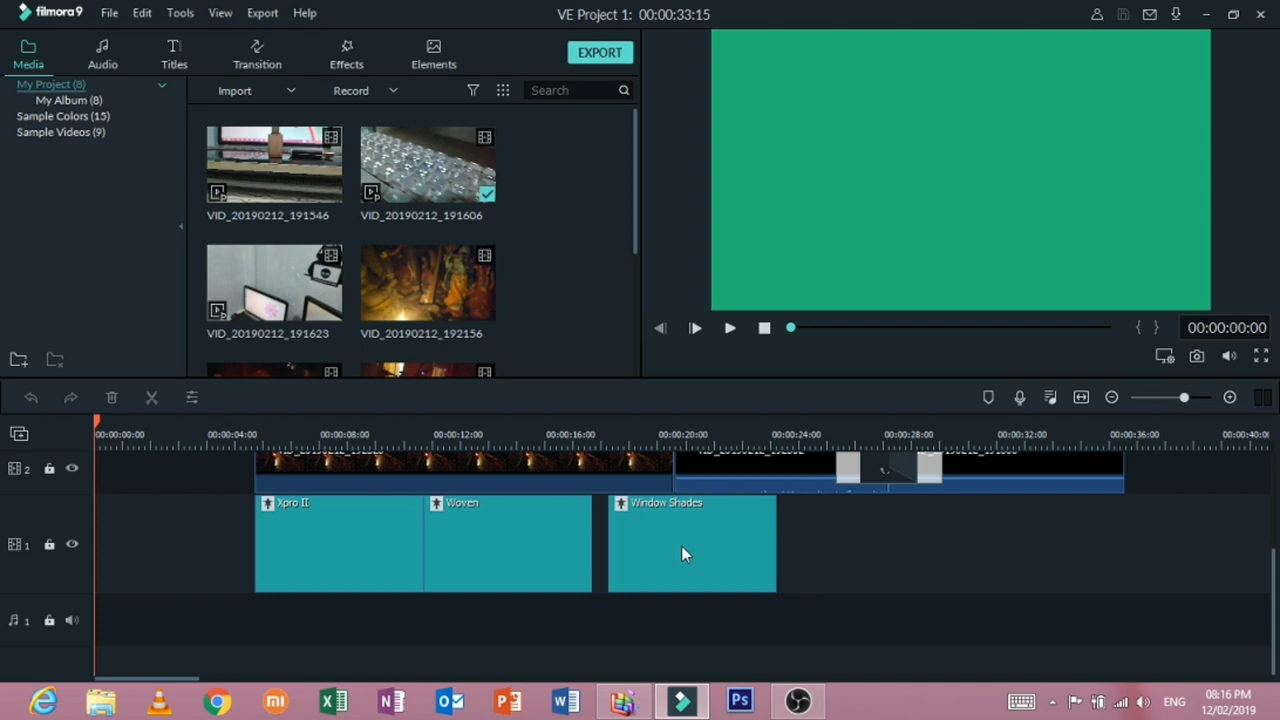 filmora9 File Edit Tools View Export Help VE Project 1: 00:00:33:15
Media Audio Titles Transition Effects Elements EXPORT
My Project (8)
My Album (8)
Sample Colors (15)
Sample Videos (9)
Import Record Search
VID_20190212_191546 VID_20190212_191606
VID_20190212_191623 VID_20190212_192156
00:00:00:00
00:00:00:00 00:00:04:00 00:00:08:00 00:00:12:00 00:00:16:00 00:00:20:00 00:00:24:00 00:00:28:00 00:00:32:00 00:00:36:00 00:00:40:0
2
Xpro II Woven Window Shades
1
1
ENG 08:16 PM
12/02/2019